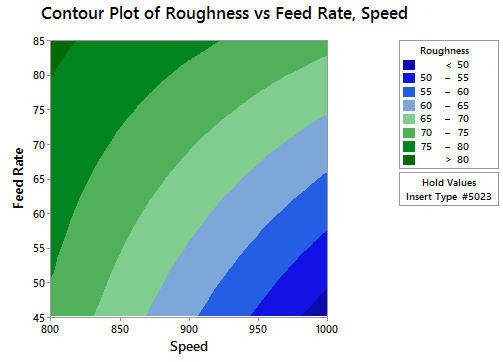 Contour Plot of Roughness vs Feed Rate, Speed
85
80
75
70
65
60
55
50
45
Feed Rate
800 850 900 950 1000
Speed
Roughness
< 50
50 – 55
55 – 60
60 – 65
65 – 70
70 – 75
75 – 80
> 80
Hold Values
Insert Type #5023